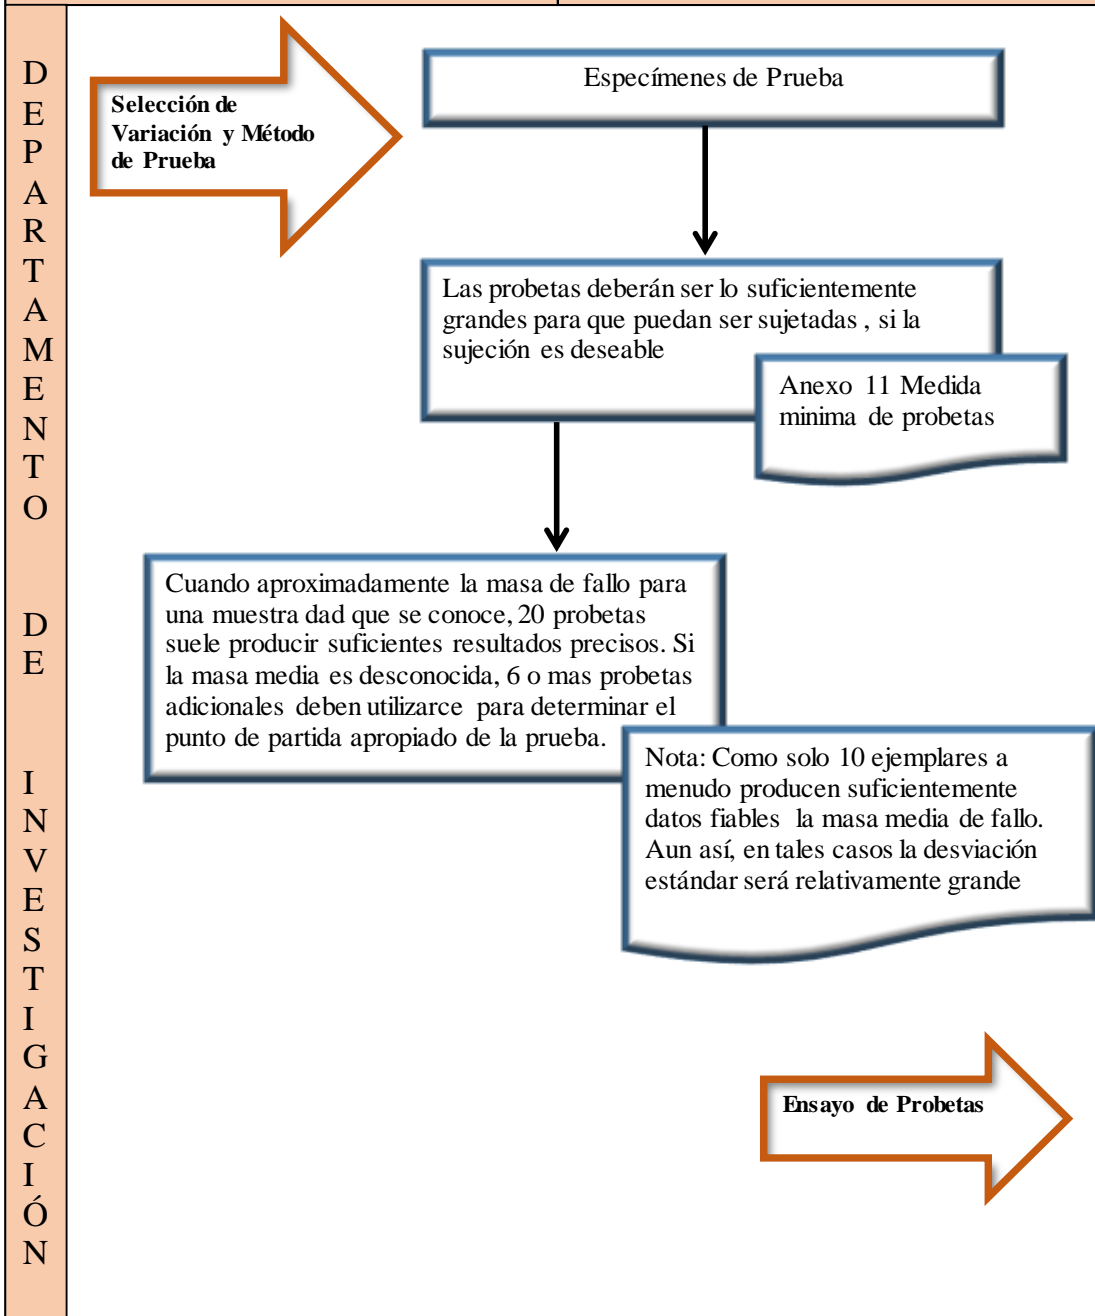 DEPARTAMENTO DE INVESTIGACIÓN
Selección de
Variación y Método
de Prueba
Especímenes de Prueba
Las probetas deberán ser lo suficientemente
grandes para que puedan ser sujetadas , si la
sujeción es deseable
Anexo 11 Medida
minima de probetas
Cuando aproximadamente la masa de fallo para
una muestra dad que se conoce, 20 probetas
suele producir suficientes resultados precisos. Si
la masa media es desconocida, 6 o mas probetas
adicionales deben utilizarce para determinar el
punto de partida apropiado de la prueba.
Nota: Como solo 10 ejemplares a
menudo producen suficientemente
datos fiables la masa media de fallo.
Aun así, en tales casos la desviación
estándar será relativamente grande
Ensayo de Probetas